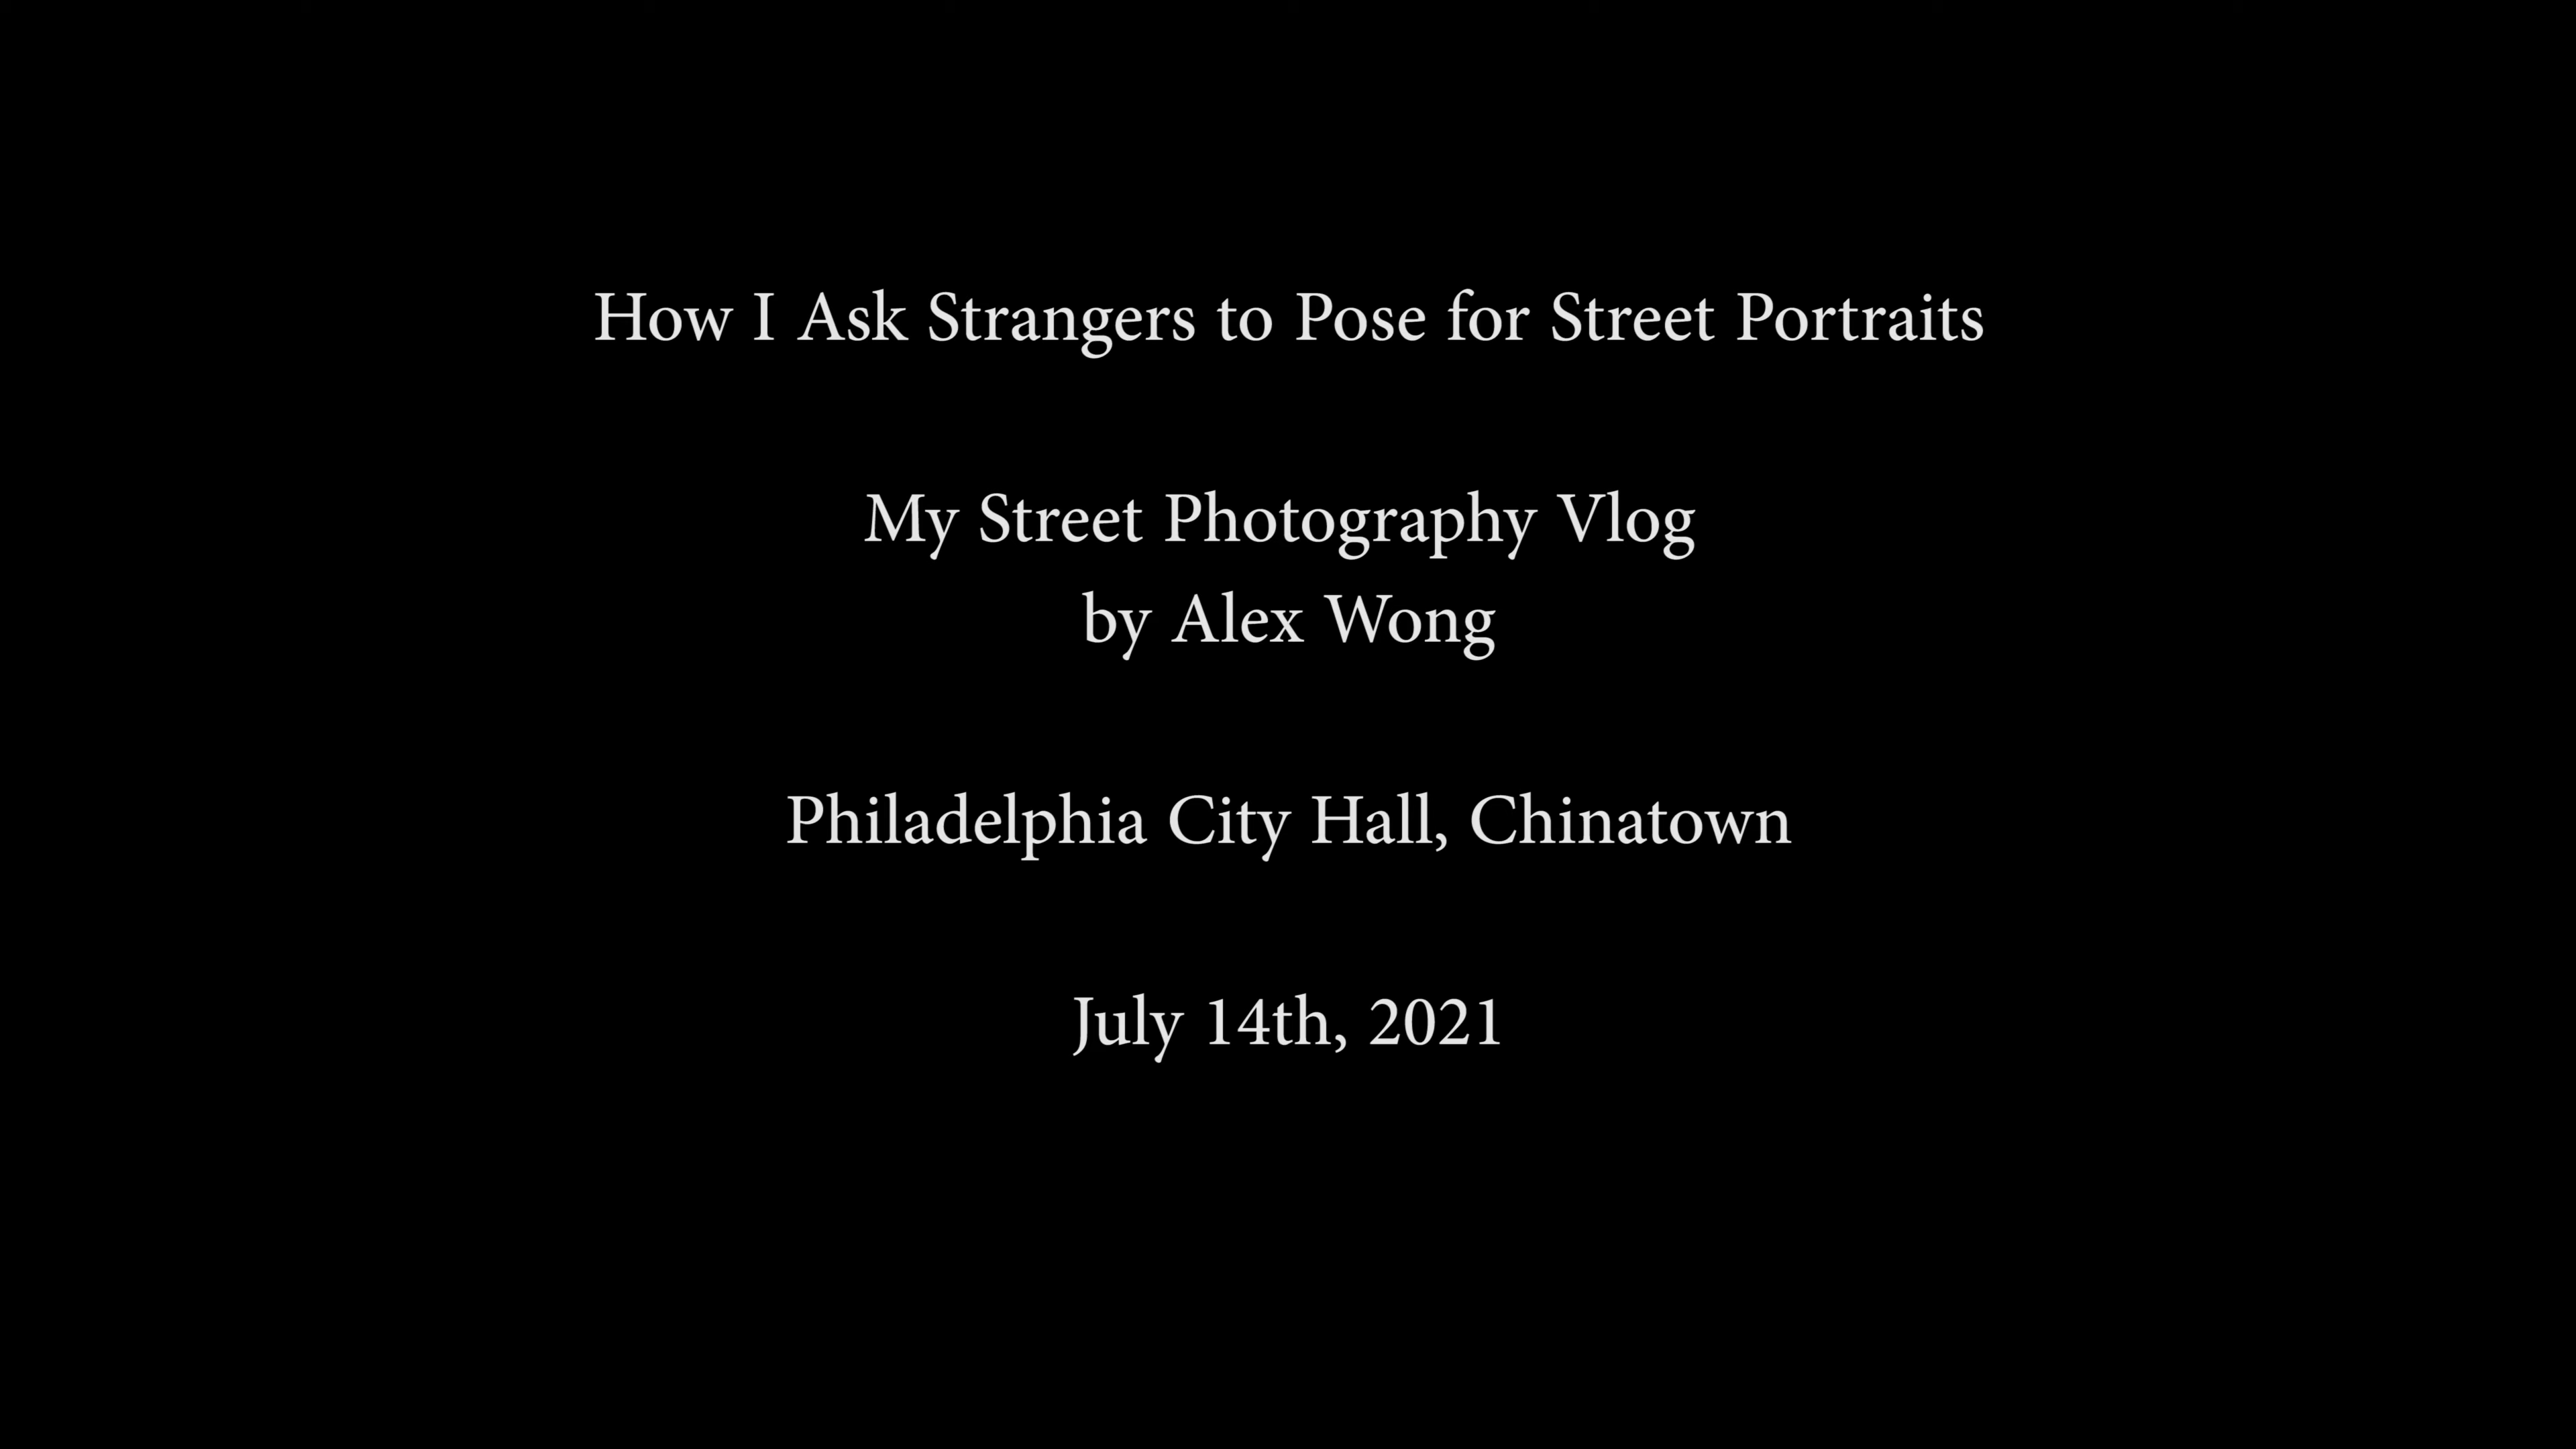 How I Ask Strangers to Pose for Street Portraits
My Street Photography Vlog
by Alex Wong
Philadelphia City Hall, Chinatown
July 14th, 2021